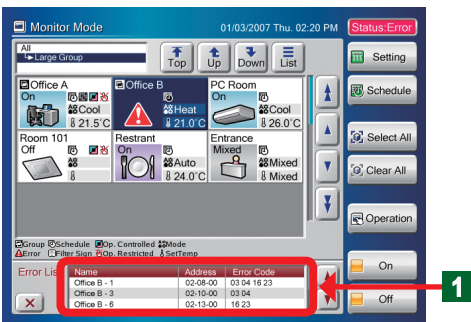 Monitor Mode 01/03/2007 Thu. 02:20 PM Status:Error
All
Large Group
Top Up Down List
Setting
Schedule
Select All
Clear All
Operation
On
Off
Office A
On
Cool
21.5°C
Office B
Heat
21.0°C
PC Room
On
Cool
26.0°C
Room 101
Off
Restrant
On
Auto
24.0°C
Entrance
Mixed
Mixed
Mixed
Group Schedule Op. Controlled Mode
Error Filter Sign Op. Restricted SetTemp
Error Lis
Name Address Error Code
Office B - 1 02-08-00 03 04 16 23
Office B - 3 02-10-00 03 04
Office B - 6 02-13-00 16 23
1